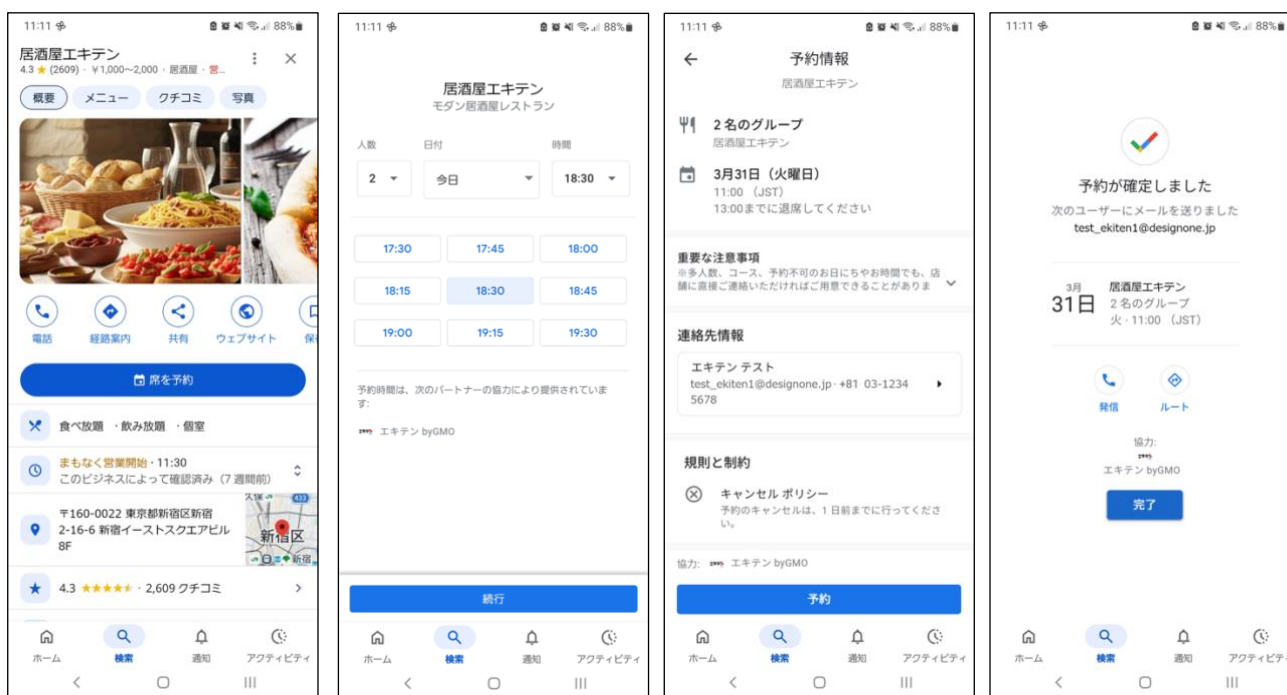 11:11
88%
居酒屋エキテン
4.3 ★ (2609) · ￥1,000～2,000 · 居酒屋 · 営...
概要
メニュー
クチコミ
写真
電話
経路案内
共有
ウェブサイト
席を予約
食べ放題 ・飲み放題 ・個室
まもなく営業開始・11:30
このビジネスによって確認済み（7 週間前）
〒160-0022 東京都新宿区新宿
2-16-6 新宿イーストスクエアビル
8F
433
新宿区
新宿
4.3 ★★★★★ · 2,609 クチコミ
ホーム
検索
通知
アクティビティ
11:11
88%
居酒屋エキテン
モダン居酒屋レストラン
人数
日付
時間
2
今日
18:30
17:30
17:45
18:00
18:15
18:30
18:45
19:00
19:15
19:30
予約時間は、次のパートナーの協力により提供されていま
す:
エキテン byGMO
続行
ホーム
検索
通知
アクティビティ
11:11
88%
予約情報
居酒屋エキテン
2 名のグループ
居酒屋エキテン
3月31日（火曜日）
11:00 （JST）
13:00までに退席してください
重要な注意事項
※多人数、コース、予約不可のお日にちやお時間でも、店
舗に直接ご連絡いただければご用意できることがありま
連絡先情報
エキテン テスト
test_ekiten1@designone.jp · +81 03-1234
5678
規則と制約
キャンセル ポリシー
予約のキャンセルは、1 日前までに行ってくださ
い。
協力: エキテン byGMO
予約
ホーム
検索
通知
アクティビティ
11:11
88%
予約が確定しました
次のユーザーにメールを送りました
test_ekiten1@designone.jp
3月
31日
居酒屋エキテン
2 名のグループ
火 · 11:00 （JST）
発信
ルート
協力:
エキテン byGMO
完了
ホーム
検索
通知
アクティビティ